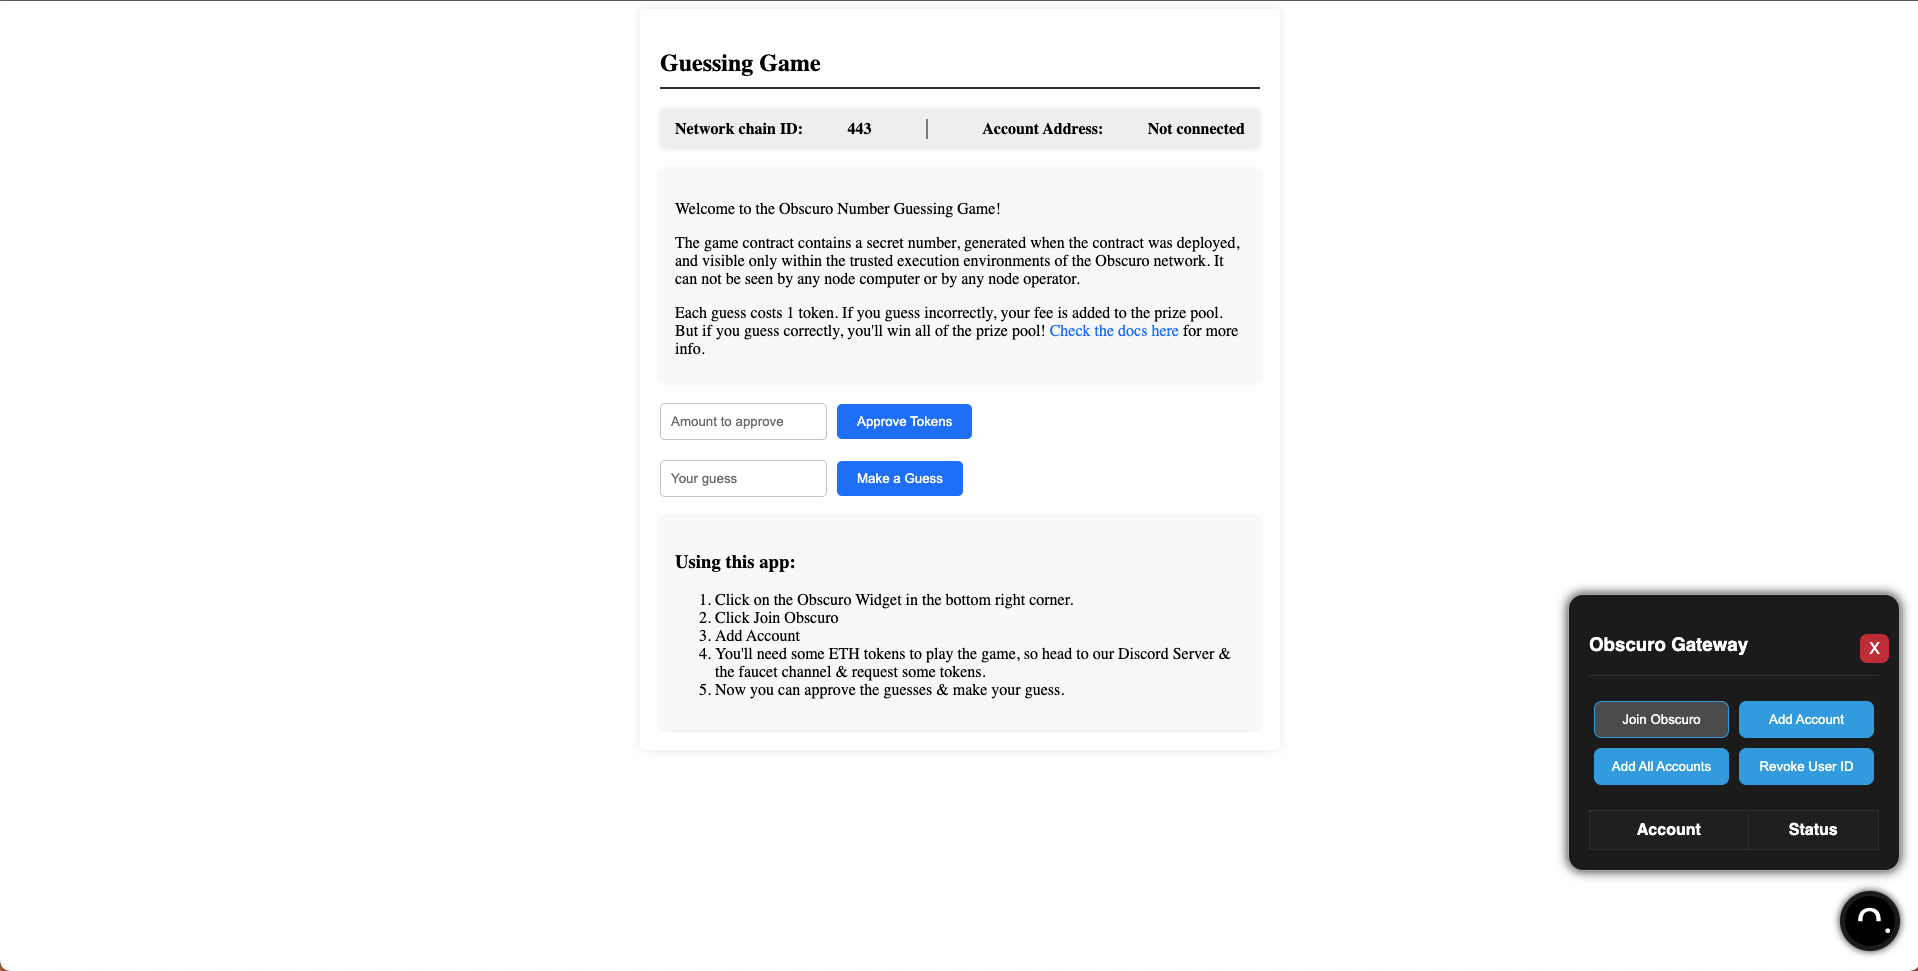 Guessing Game
Network chain ID: 443 | Account Address: Not connected
Welcome to the Obscuro Number Guessing Game!
The game contract contains a secret number, generated when the contract was deployed,
and visible only within the trusted execution environments of the Obscuro network. It
can not be seen by any node computer or by any node operator.
Each guess costs 1 token. If you guess incorrectly, your fee is added to the prize pool.
But if you guess correctly, you'll win all of the prize pool! Check the docs here for more
info.
Amount to approve Approve Tokens
Your guess Make a Guess
Using this app:
1. Click on the Obscuro Widget in the bottom right corner.
2. Click Join Obscuro
3. Add Account
4. You'll need some ETH tokens to play the game, so head to our Discord Server &
the faucet channel & request some tokens.
5. Now you can approve the guesses & make your guess.
Obscuro Gateway X
Join Obscuro Add Account
Add All Accounts Revoke User ID
Account Status